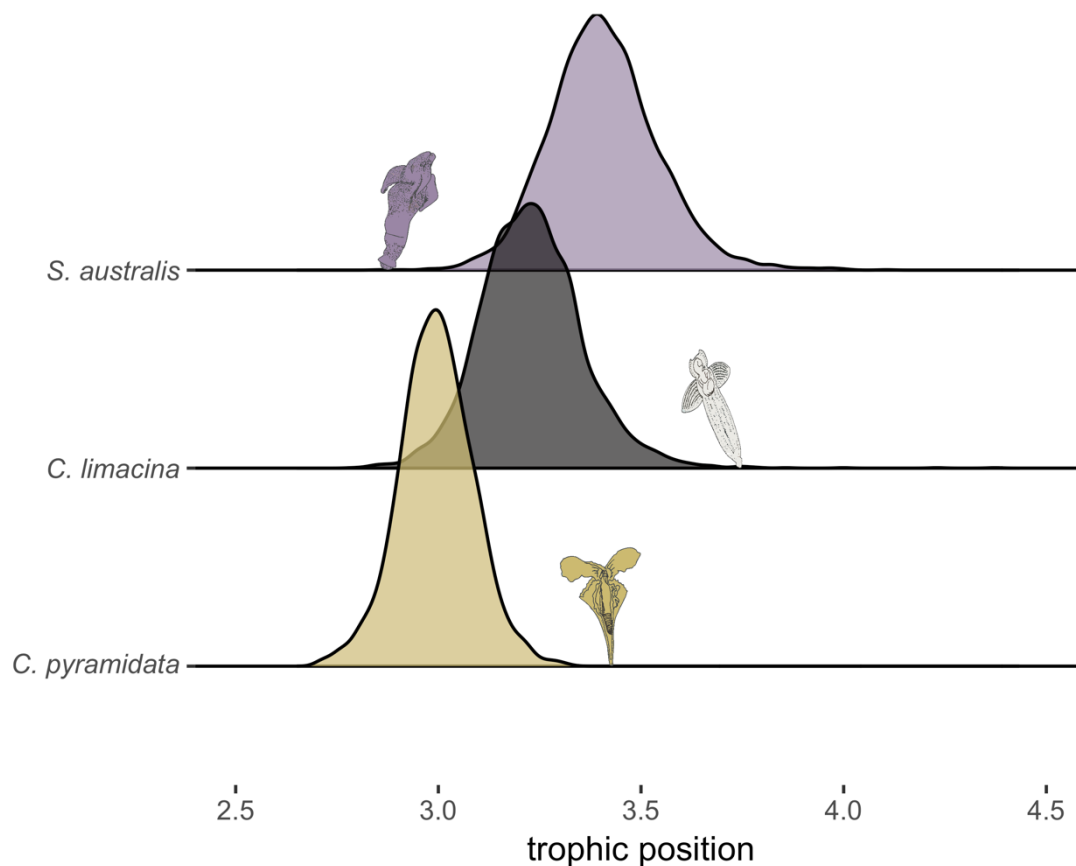 S. australis
C. limacina
C. pyramidata
2.5 3.0 3.5 4.0 4.5
trophic position